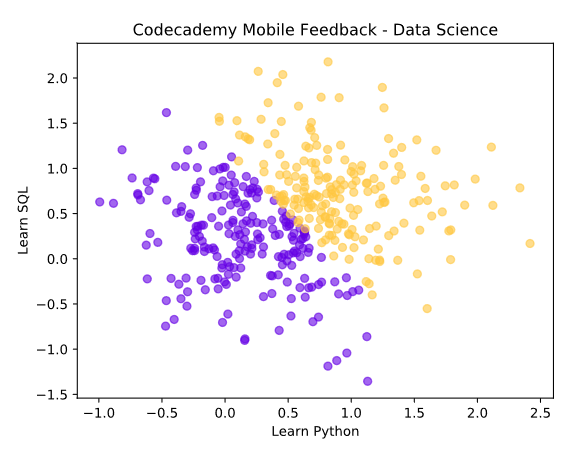 Codecademy Mobile Feedback - Data Science
2.0
1.5
1.0
0.5
0.0
−0.5
−1.0
−1.5
Learn SQL
−1.0 −0.5 0.0 0.5 1.0 1.5 2.0 2.5
Learn Python